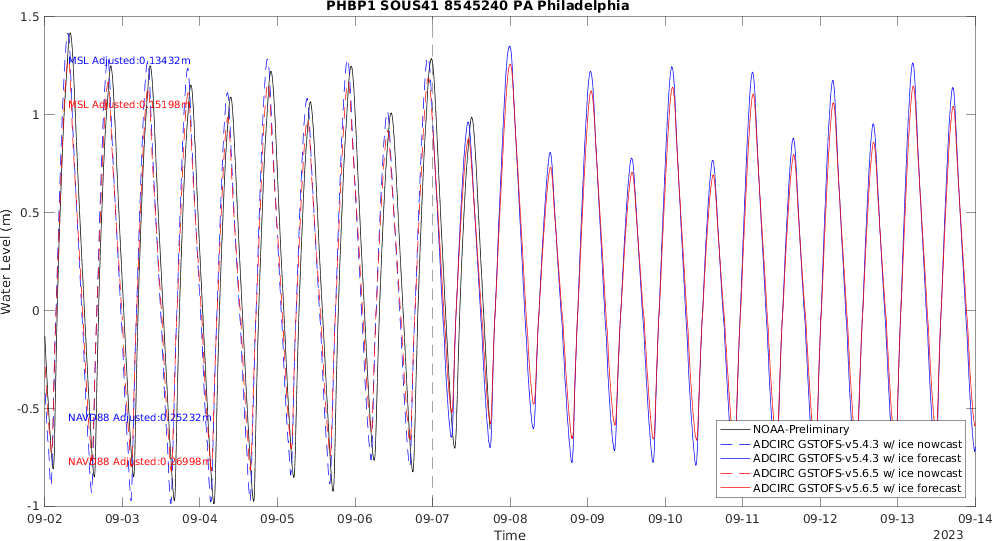 PHBP1 SOUS41 8545240 PA Philadelphia
1.5
1
0.5
0
-0.5
-1
Water Level (m)
MSL Adjusted:0.13432m
MSL Adjusted:0.15198m
NAVD88 Adjusted:0.25232m
NAVD88 Adjusted:0.26998m
NOAA-Preliminary
ADCIRC GSTOFS-v5.4.3 w/ ice nowcast
ADCIRC GSTOFS-v5.4.3 w/ ice forecast
ADCIRC GSTOFS-v5.6.5 w/ ice nowcast
ADCIRC GSTOFS-v5.6.5 w/ ice forecast
09-02 09-03 09-04 09-05 09-06 09-07 09-08 09-09 09-10 09-11 09-12 09-13 09-14
Time
2023